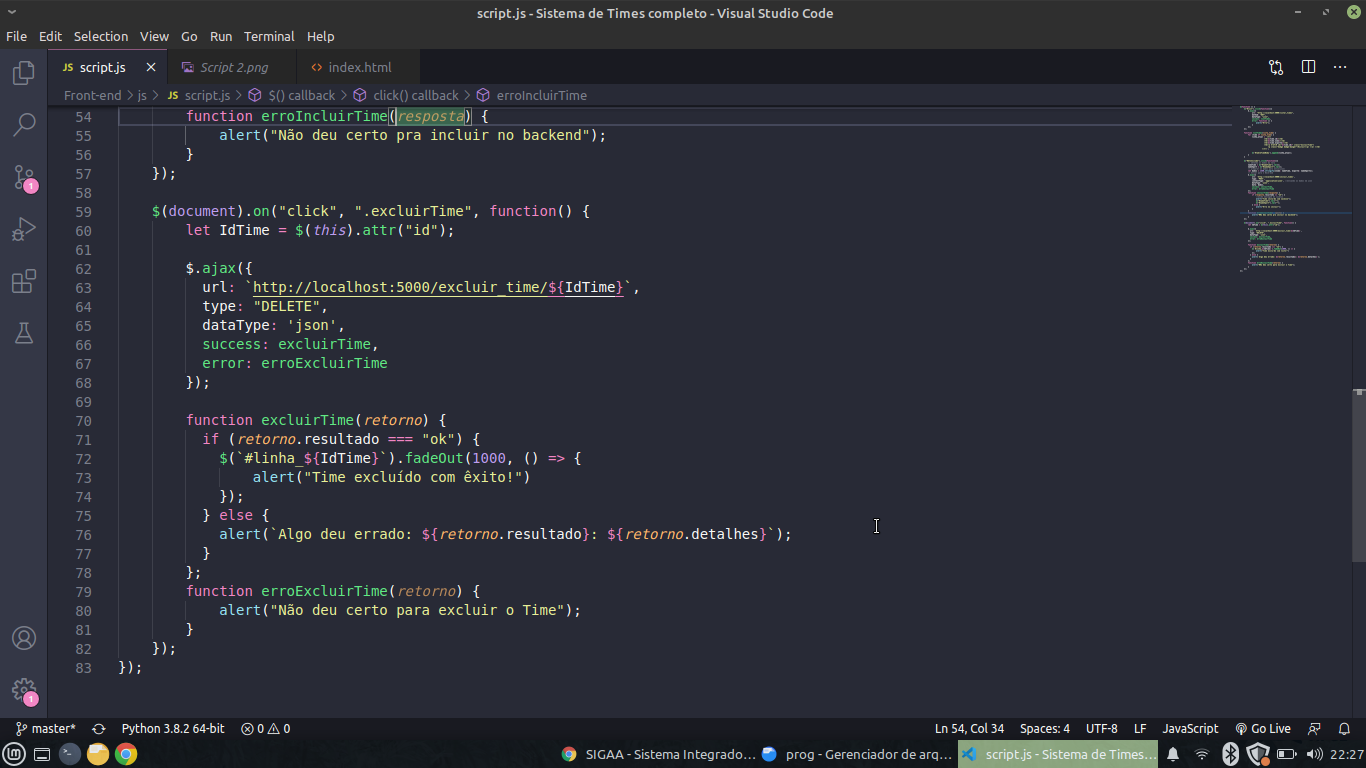 script.js - Sistema de Times completo - Visual Studio Code
File Edit Selection View Go Run Terminal Help
JS script.js Script 2.png <> index.html
Front-end > js > JS script.js > $() callback > click() callback > erroIncluirTime
54 function erroIncluirTime(resposta) {
55 alert("Não deu certo pra incluir no backend");
56 }
57 });
58
59 $(document).on("click", ".excluirTime", function() {
60 let IdTime = $(this).attr("id");
61
62 $.ajax({
63 url: `http://localhost:5000/excluir_time/${IdTime}`,
64 type: "DELETE",
65 dataType: 'json',
66 success: excluirTime,
67 error: erroExcluirTime
68 });
69
70 function excluirTime(retorno) {
71 if (retorno.resultado === "ok") {
72 $(`#linha_${IdTime}`).fadeOut(1000, () => {
73 alert("Time excluído com êxito!")
74 });
75 } else {
76 alert(`Algo deu errado: ${retorno.resultado}: ${retorno.detalhes}`);
77 }
78 };
79 function erroExcluirTime(retorno) {
80 alert("Não deu certo para excluir o Time");
81 }
82 });
83 });
1
1
master* Python 3.8.2 64-bit 0 0 Ln 54, Col 34 Spaces: 4 UTF-8 LF JavaScript Go Live
SIGAA - Sistema Integrado... prog - Gerenciador de arq... script.js - Sistema de Times... 22:27